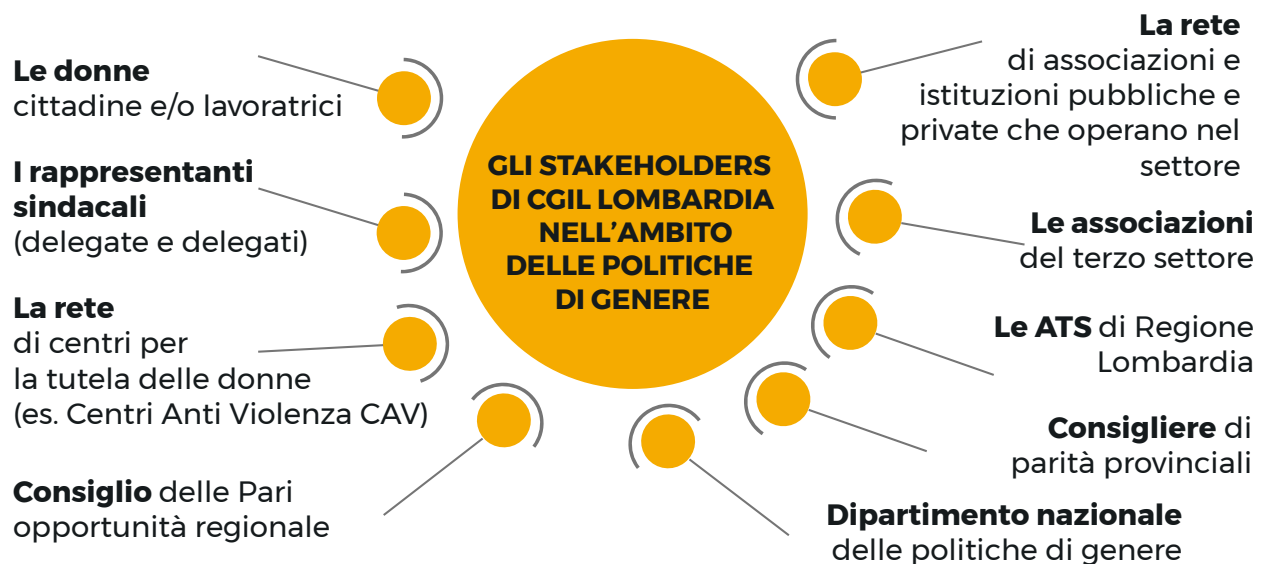 Le donne
cittadine e/o lavoratrici
I rappresentanti
sindacali
(delegate e delegati)
La rete
di centri per
la tutela delle donne
(es. Centri Anti Violenza CAV)
Consiglio delle Pari
opportunità regionale
GLI STAKEHOLDERS
DI CGIL LOMBARDIA
NELL'AMBITO
DELLE POLITICHE
DI GENERE
La rete
di associazioni e
istituzioni pubbliche e
private che operano nel
settore
Le associazioni
del terzo settore
Le ATS di Regione
Lombardia
Consigliere di
parità provinciali
Dipartimento nazionale
delle politiche di genere